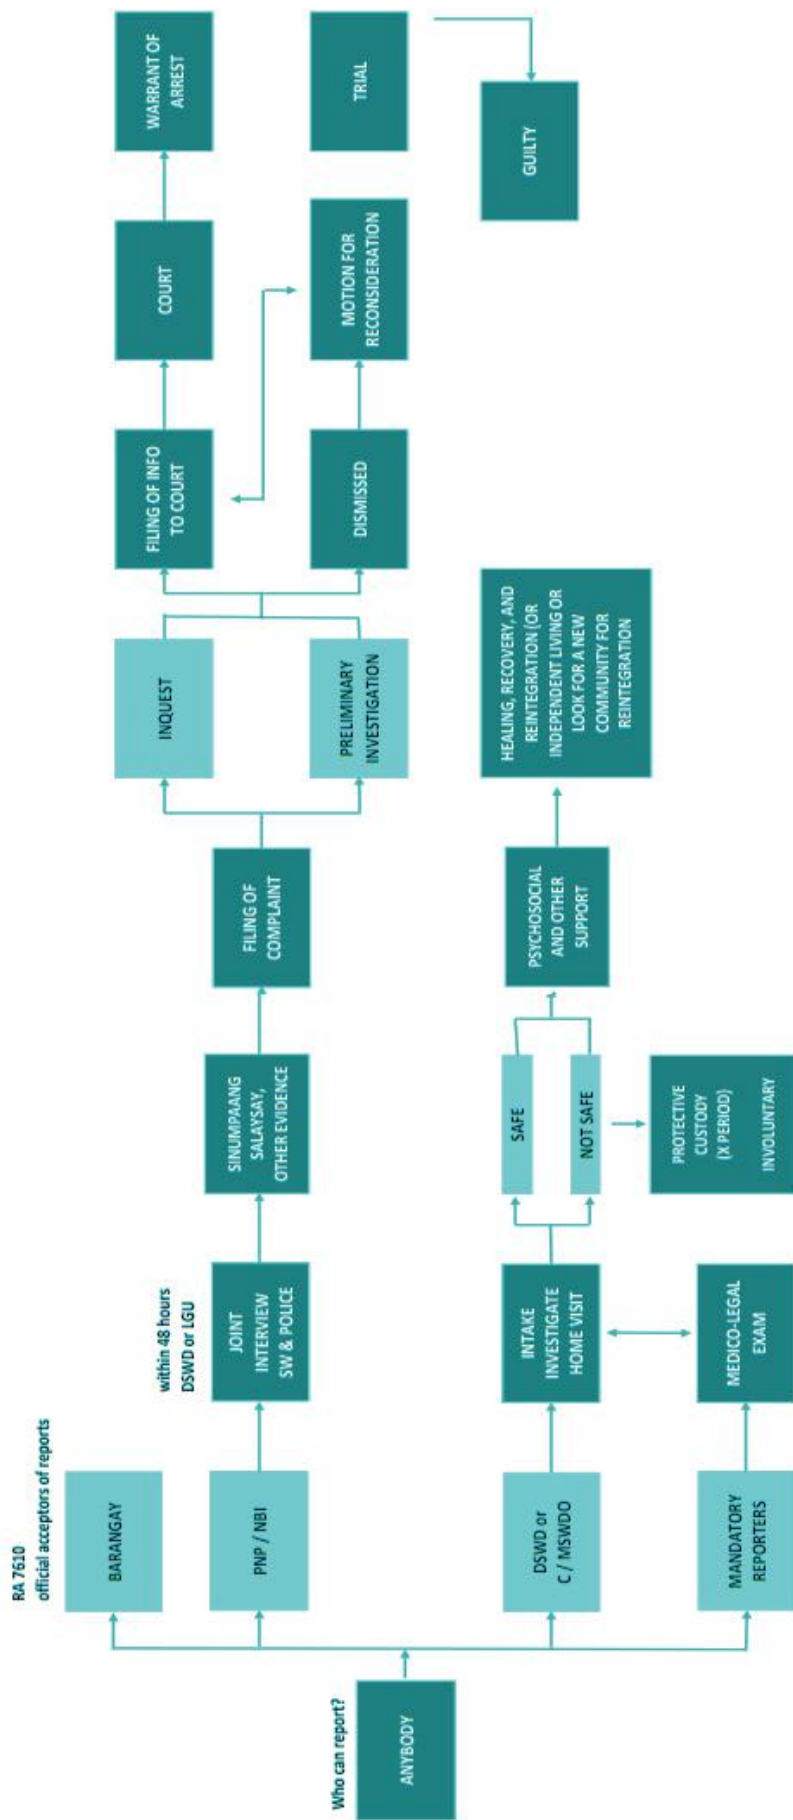 Who can report?
ANYBODY
RA 7610
official acceptors of reports
BARANGAY
PNP / NBI
DSWD or
C / MSWDO
MANDATORY
REPORTERS
within 48 hours
DSWD or LGU
JOINT
INTERVIEW
SW & POLICE
INTAKE
INVESTIGATE
HOME VISIT
MEDICO-LEGAL
EXAM
SINUMPAANG
SALAYSAY,
OTHER EVIDENCE
SAFE
NOT SAFE
PROTECTIVE
CUSTODY
(X PERIOD)
INVOLUNTARY
FILING OF
COMPLAINT
PSYCHOSOCIAL
AND OTHER
SUPPORT
INQUEST
PRELIMINARY
INVESTIGATION
HEALING, RECOVERY, AND
REINTEGRATION (OR
INDEPENDENT LIVING OR
LOOK FOR A NEW
COMMUNITY FOR
REINTEGRATION
FILING OF INFO
TO COURT
DISMISSED
COURT
MOTION FOR
RECONSIDERATION
WARRANT OF
ARREST
TRIAL
GUILTY